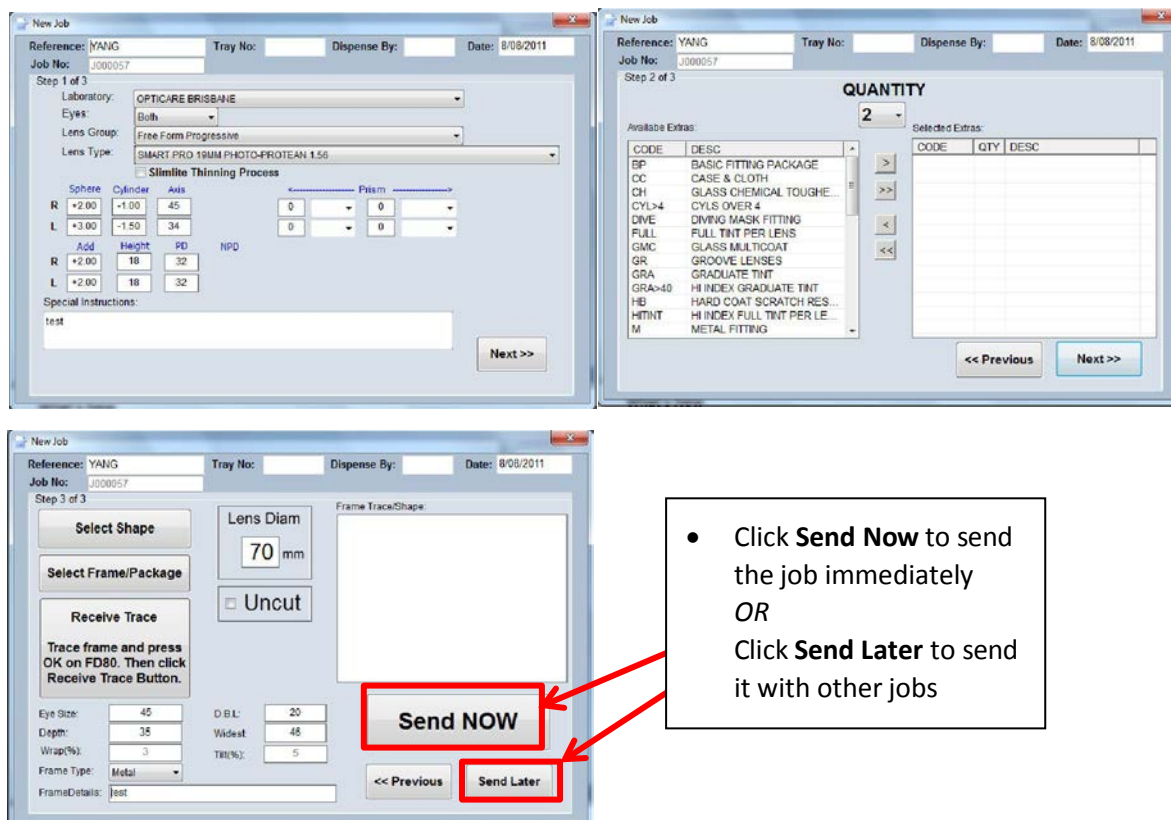 New Job
Reference: YANG Tray No: Dispense By: Date: 8/08/2011
Job No: J000057
Step 1 of 3
Laboratory: OPTICARE BRISBANE
Eyes: Both
Lens Group: Free Form Progressive
Lens Type: SMART PRO 19MM PHOTO-PROTEAN 1.56
Slimlite Thinning Process
Sphere Cylinder Axis <-------------------- Prism -------------------->
R +2.00 -1.00 45 0 0
L +3.00 -1.50 34 0 0
Add Height PD NPD
R +2.00 18 32
L +2.00 18 32
Special Instructions:
test
Next >>
New Job
Reference: YANG Tray No: Dispense By: Date: 8/08/2011
Job No: J000057
Step 2 of 3
QUANTITY
2
Availabe Extras: Selected Extras:
CODE DESC CODE QTY DESC
BP BASIC FITTING PACKAGE
CC CASE & CLOTH
CH GLASS CHEMICAL TOUGHE...
CYL>4 CYLS OVER 4
DIVE DIVING MASK FITTING
FULL FULL TINT PER LENS
GMC GLASS MULTICOAT
GR GROOVE LENSES
GRA GRADUATE TINT
GRA>40 HI INDEX GRADUATE TINT
HB HARD COAT SCRATCH RES...
HITINT HI INDEX FULL TINT PER LE...
M METAL FITTING
>
>>
<
<<
<< Previous Next >>
New Job
Reference: YANG Tray No: Dispense By: Date: 8/08/2011
Job No: J000057
Step 3 of 3
Select Shape
Select Frame/Package
Receive Trace
Trace frame and press
OK on FD80. Then click
Receive Trace Button.
Lens Diam
70 mm
Uncut
Frame Trace/Shape:
Eye Size: 45 D.B.L: 20
Depth: 35 Widest 46
Wrap(%): 3 Tilt(%): 5
Frame Type: Metal
FrameDetails: test
Send NOW
<< Previous Send Later
• Click Send Now to send
the job immediately
OR
Click Send Later to send
it with other jobs